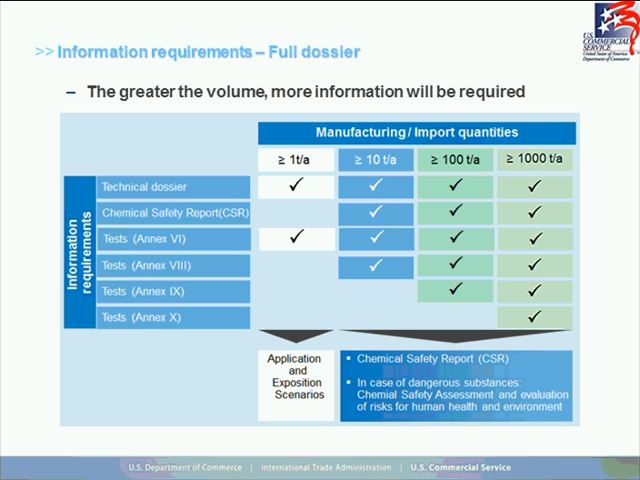 U.S.
COMMERCIAL
SERVICE
United States of America
Department of Commerce
>> Information requirements – Full dossier
– The greater the volume, more information will be required
Manufacturing / Import quantities
≥ 1t/a ≥ 10 t/a ≥ 100 t/a ≥ 1000 t/a
Information
requirements
Technical dossier ✓ ✓ ✓ ✓
Chemical Safety Report(CSR) ✓ ✓ ✓
Tests (Annex VI) ✓ ✓ ✓ ✓
Tests (Annex VIII) ✓ ✓ ✓
Tests (Annex IX) ✓ ✓
Tests (Annex X) ✓
Application
and
Exposition
Scenarios
▪ Chemical Safety Report (CSR)
▪ In case of dangerous substances:
Chemial Safety Assessment and evaluation
of risks for human health and environment
U.S. Department of Commerce | International Trade Administration | U.S. Commercial Service